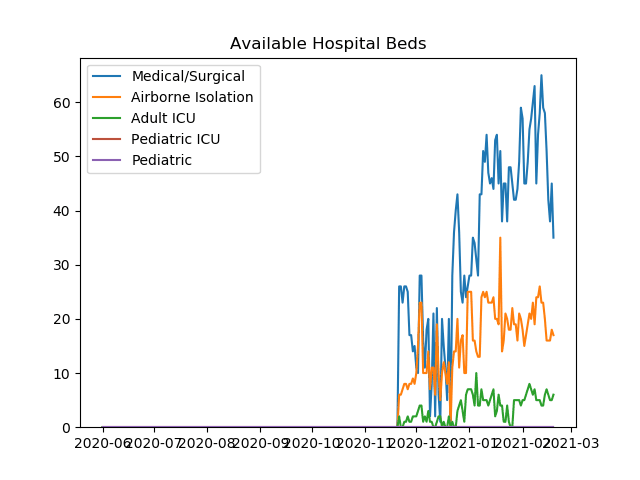 Available Hospital Beds
Medical/Surgical
Airborne Isolation
Adult ICU
Pediatric ICU
Pediatric
60
50
40
30
20
10
0
2020-06 2020-07 2020-08 2020-09 2020-10 2020-11 2020-12 2021-01 2021-02 2021-03